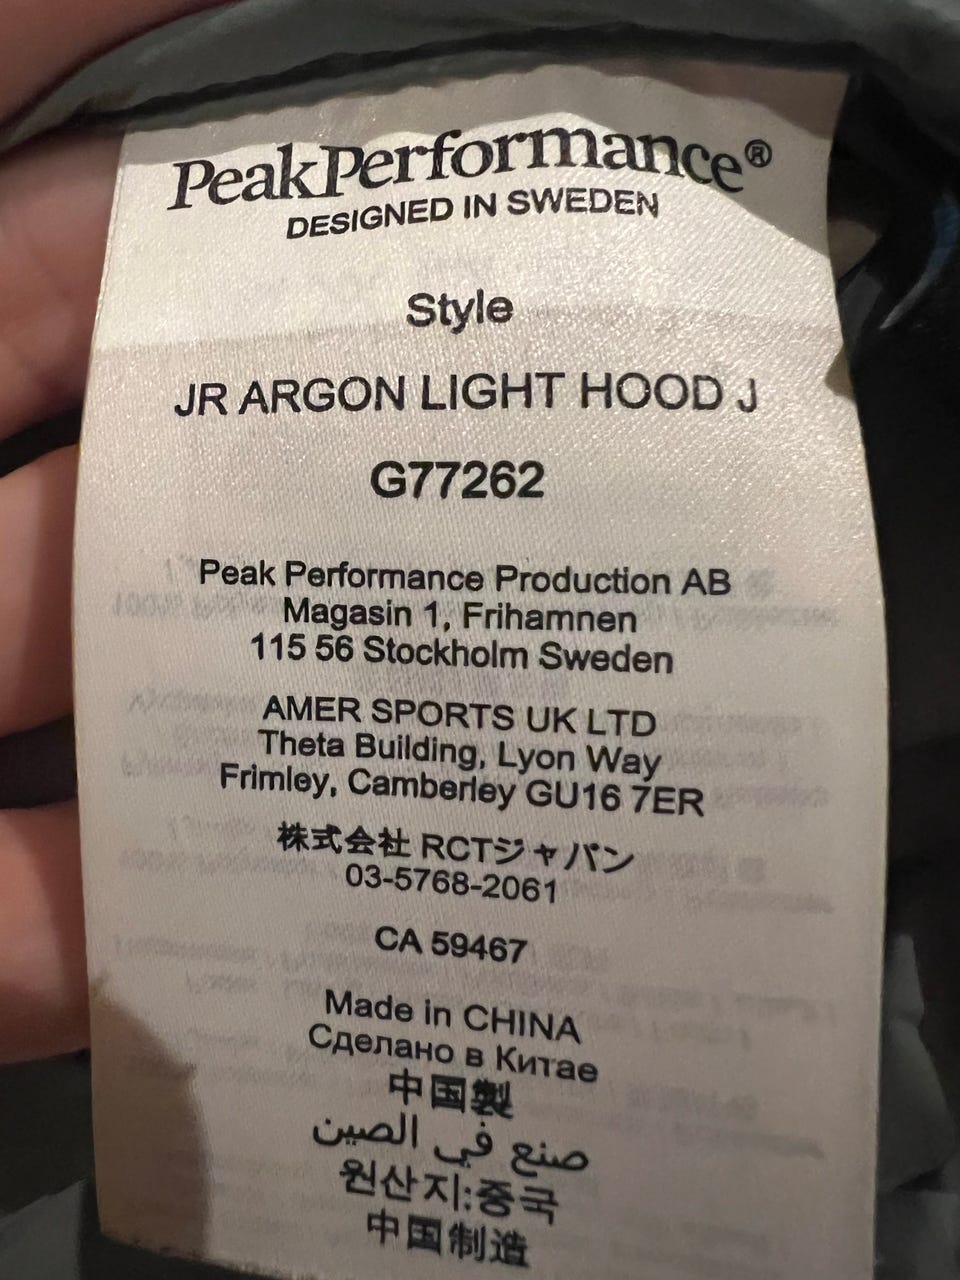 PeakPerformance®
DESIGNED IN SWEDEN
Style
JR ARGON LIGHT HOOD J
G77262
Peak Performance Production AB
Magasin 1, Frihamnen
115 56 Stockholm Sweden
AMER SPORTS UK LTD
Theta Building, Lyon Way
Frimley, Camberley GU16 7ER
株式会社 RCTジャパン
03-5768-2061
CA 59467
Made in CHINA
Сделано в Китае
中国製
صنع في الصين
원산지:중국
中国制造